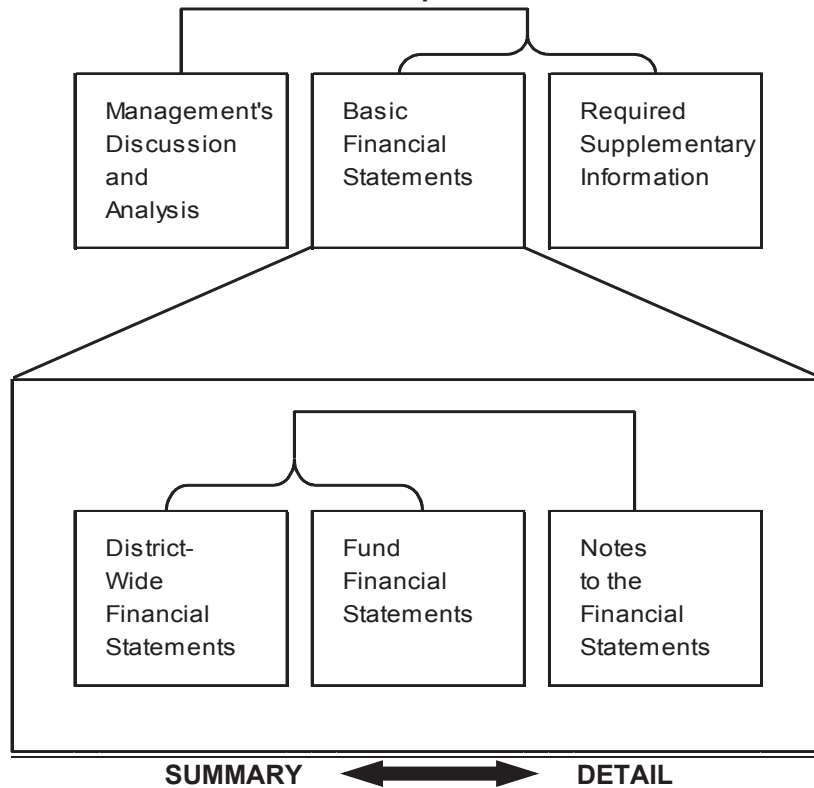 Management's
Discussion
and
Analysis
Basic
Financial
Statements
Required
Supplementary
Information
District-
Wide
Financial
Statements
Fund
Financial
Statements
Notes
to the
Financial
Statements
SUMMARY DETAIL